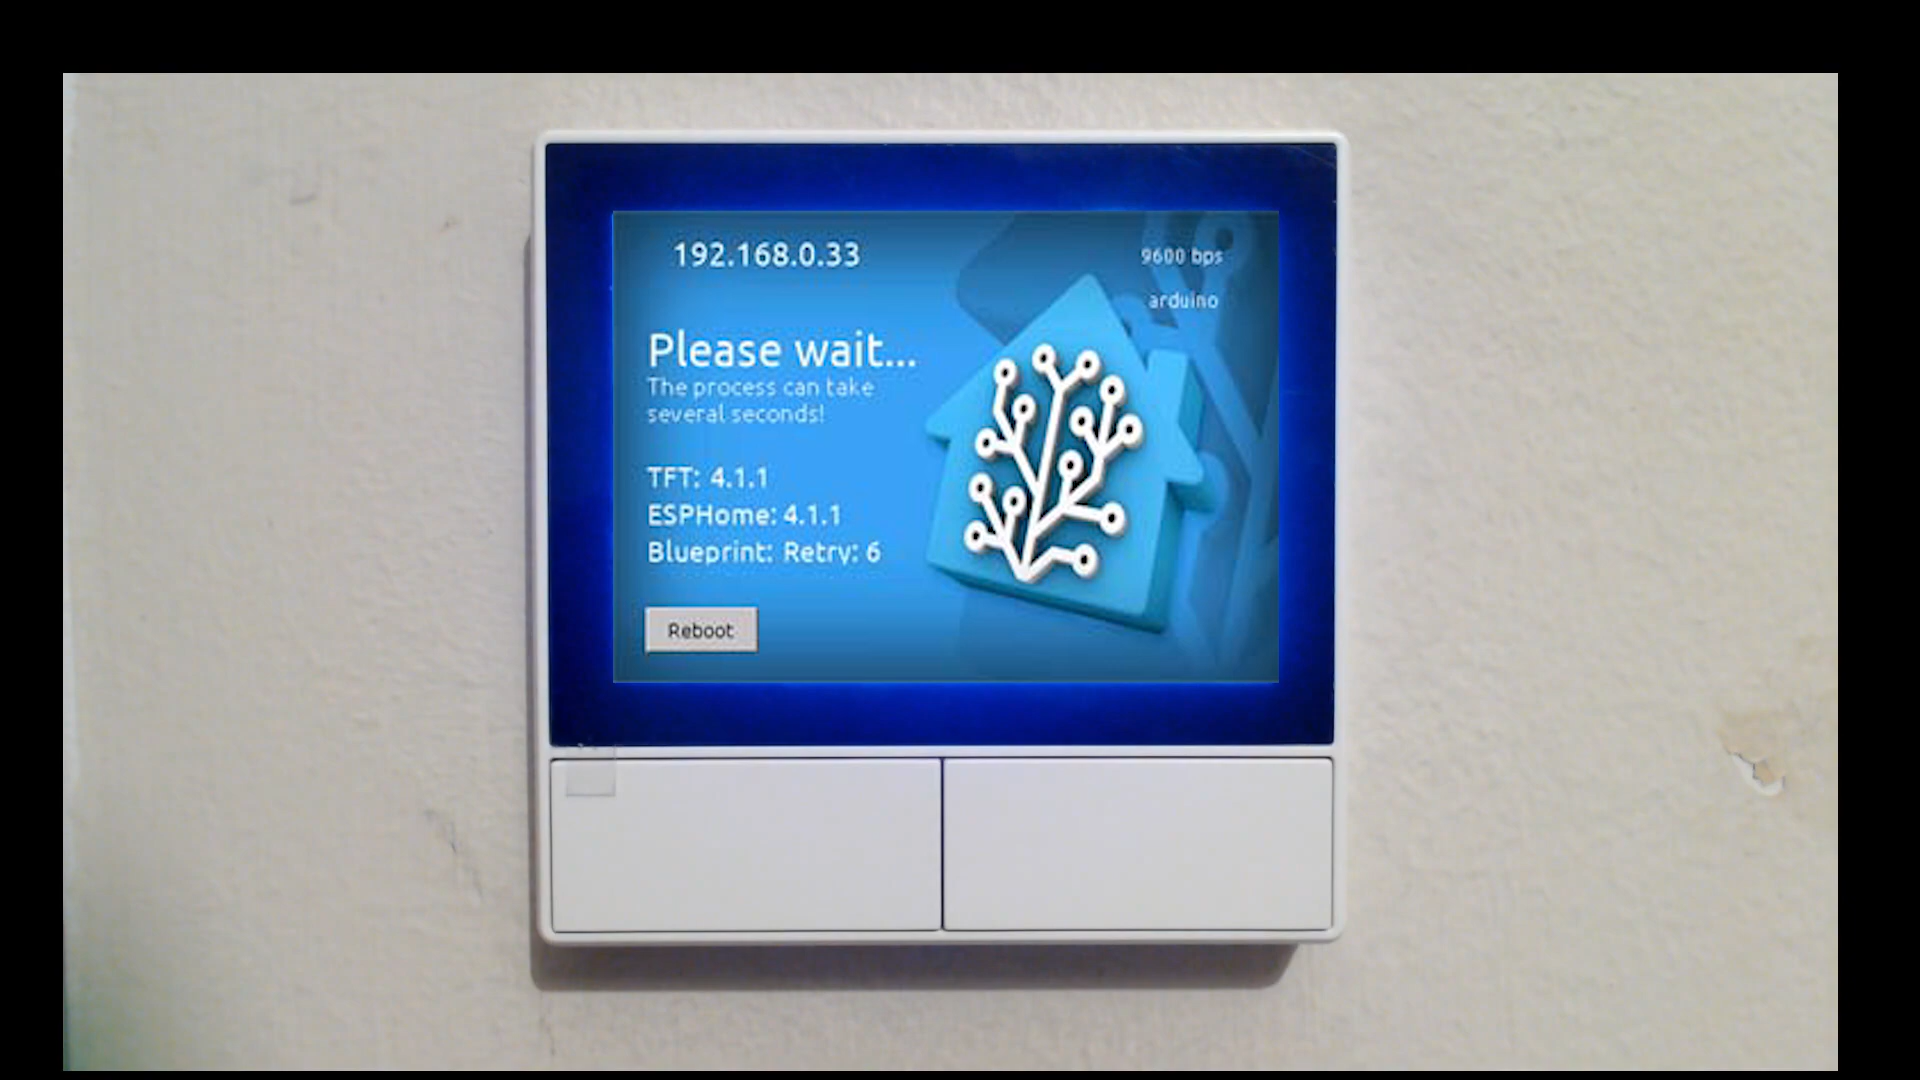 192.168.0.33
9600 bps
arduino
Please wait...
The process can take
several seconds!
TFT: 4.1.1
ESPHome: 4.1.1
Blueprint: Retry: 6
Reboot